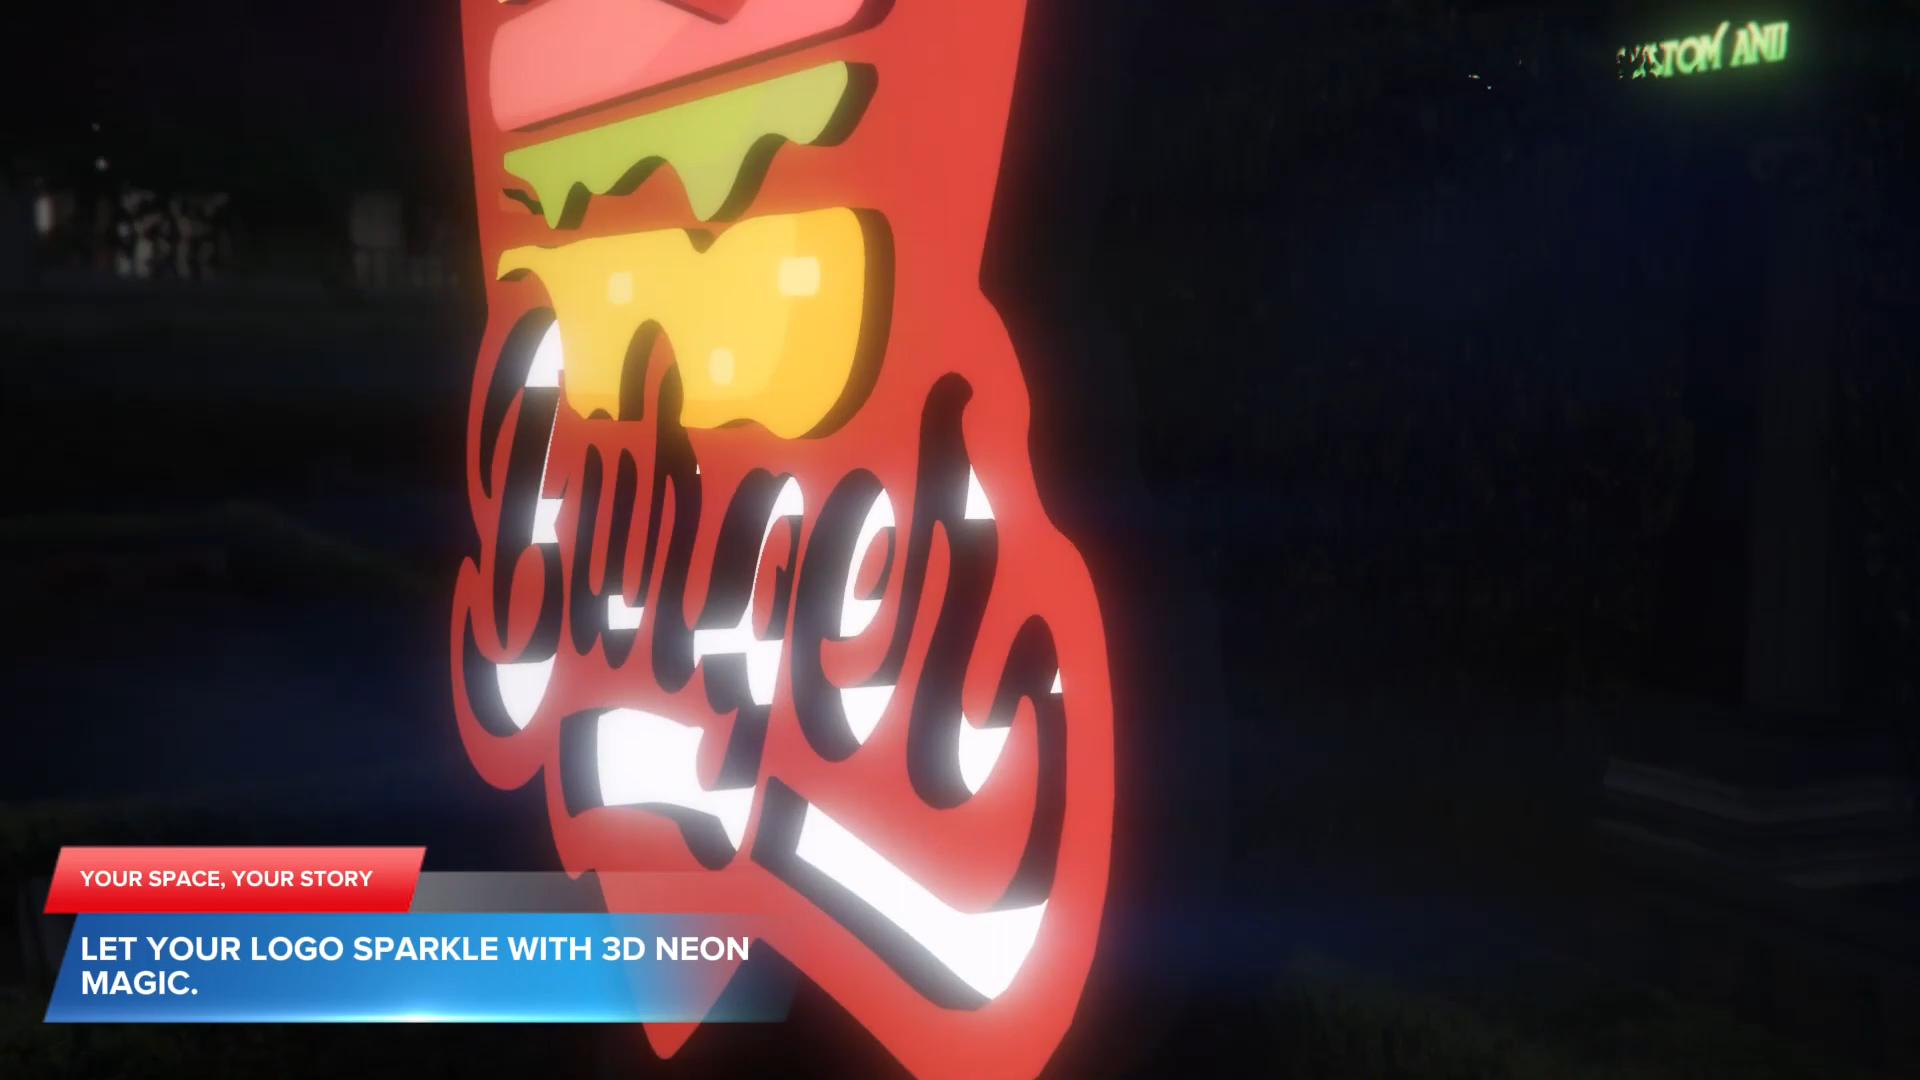 Burger
YOUR SPACE, YOUR STORY
LET YOUR LOGO SPARKLE WITH 3D NEON
MAGIC.